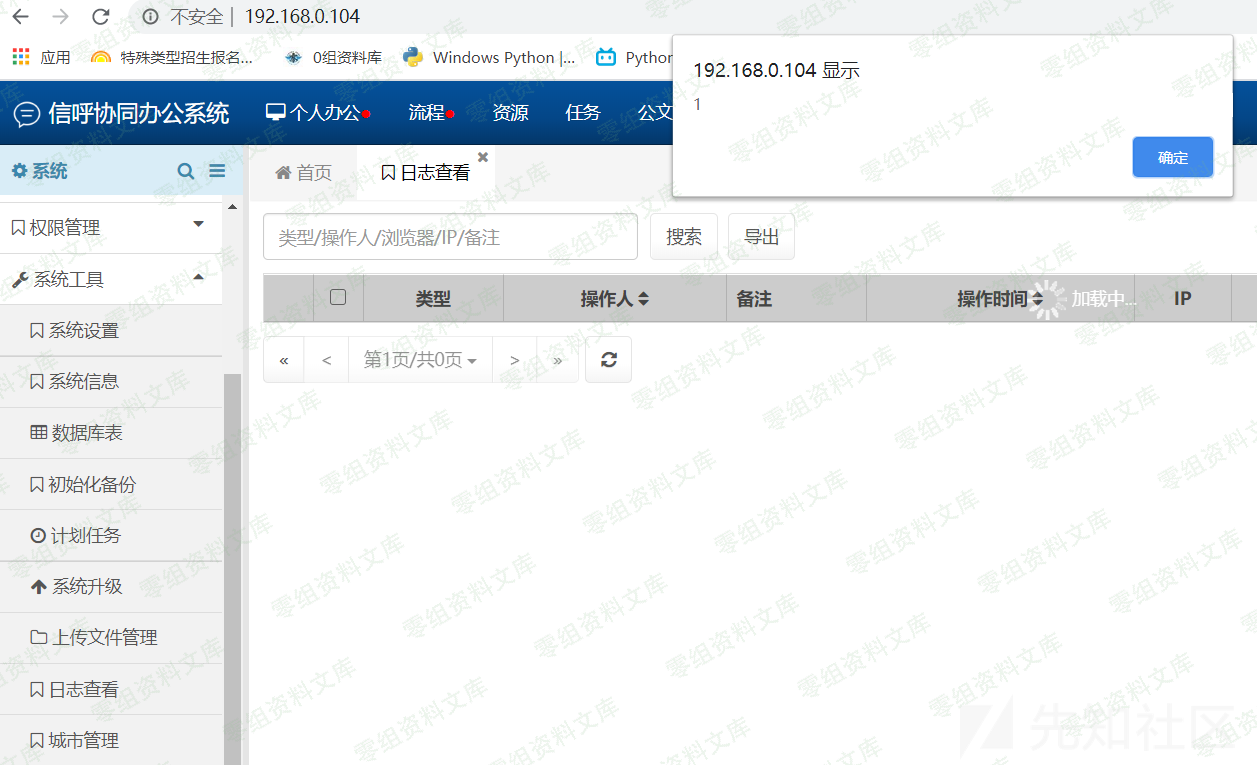 不安全 | 192.168.0.104
应用 特殊类型招生报名... 0组资料库 Windows Python |... Python
192.168.0.104 显示
1
确定
信呼协同办公系统 个人办公 流程 资源 任务 公文
系统
首页 日志查看
权限管理
类型/操作人/浏览器/IP/备注 搜索 导出
系统工具
类型 操作人 备注 操作时间 加载中... IP
系统设置
« < 第1页/共0页 > »
系统信息
数据库表
初始化备份
计划任务
系统升级
上传文件管理
日志查看
城市管理
零组资料文库
先知社区